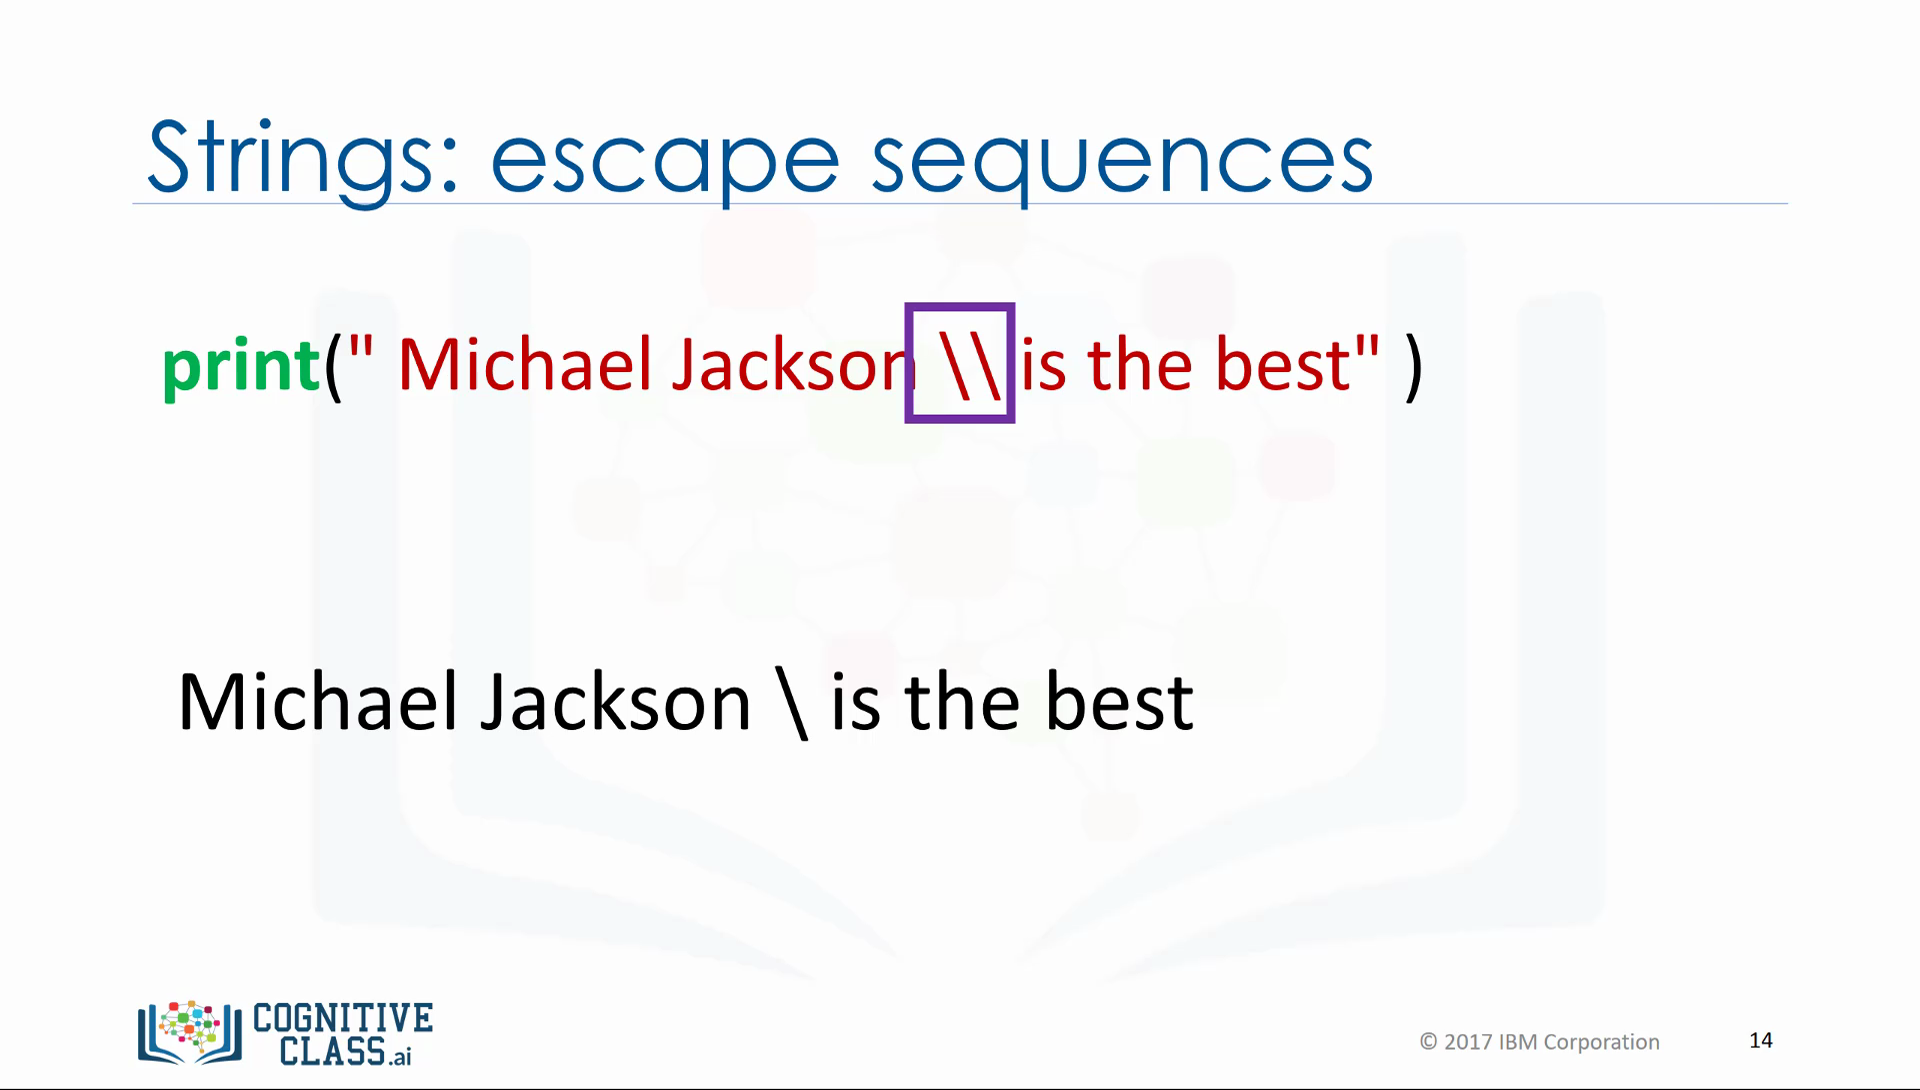 Strings: escape sequences
print(" Michael Jackson \\ is the best" )
Michael Jackson \ is the best
COGNITIVE
CLASS.ai
© 2017 IBM Corporation
14